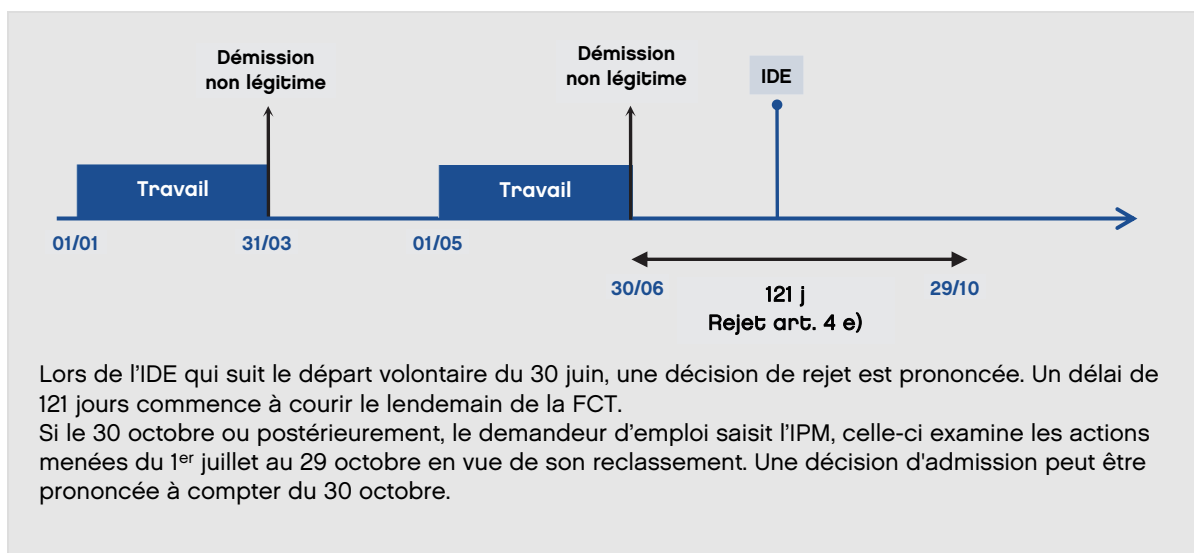 Démission
non légitime
Démission
non légitime
IDE
Travail
Travail
01/01
31/03
01/05
30/06
121 j
29/10
Rejet art. 4 e)
Lors de l'IDE qui suit le départ volontaire du 30 juin, une décision de rejet est prononcée. Un délai de
121 jours commence à courir le lendemain de la FCT.
Si le 30 octobre ou postérieurement, le demandeur d'emploi saisit l'IPM, celle-ci examine les actions
menées du 1er juillet au 29 octobre en vue de son reclassement. Une décision d'admission peut être
prononcée à compter du 30 octobre.